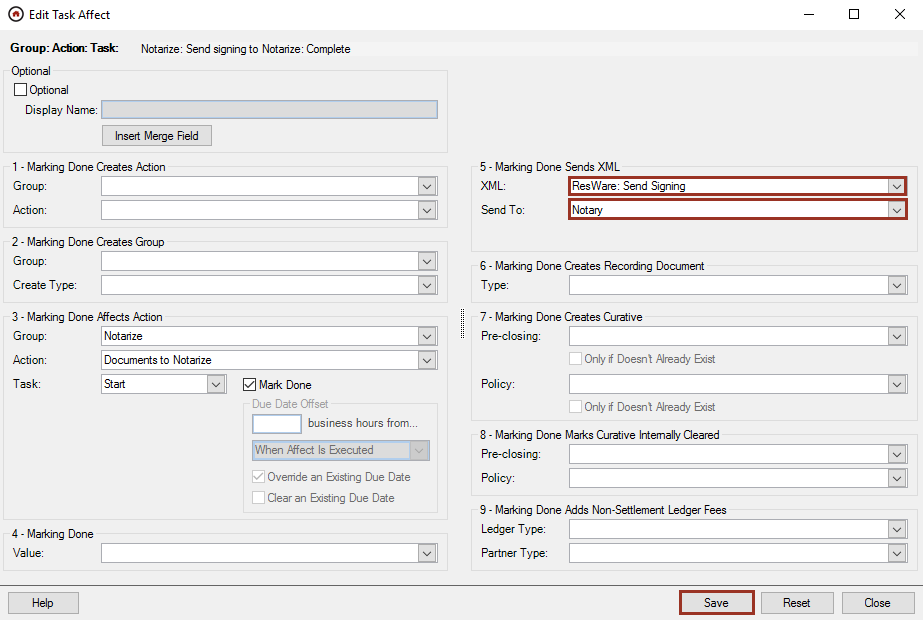 Edit Task Affect
Group: Action: Task: Notarize: Send signing to Notarize: Complete
Optional
Optional
Display Name:
Insert Merge Field
1 - Marking Done Creates Action
Group:
Action:
2 - Marking Done Creates Group
Group:
Create Type:
3 - Marking Done Affects Action
Group: Notarize
Action: Documents to Notarize
Task: Start Mark Done
Due Date Offset
business hours from...
When Affect Is Executed
Override an Existing Due Date
Clear an Existing Due Date
4 - Marking Done
Value:
5 - Marking Done Sends XML
XML: ResWare: Send Signing
Send To: Notary
6 - Marking Done Creates Recording Document
Type:
7 - Marking Done Creates Curative
Pre-closing:
Only if Doesn't Already Exist
Policy:
Only if Doesn't Already Exist
8 - Marking Done Marks Curative Internally Cleared
Pre-closing:
Policy:
9 - Marking Done Adds Non-Settlement Ledger Fees
Ledger Type:
Partner Type:
Help Save Reset Close